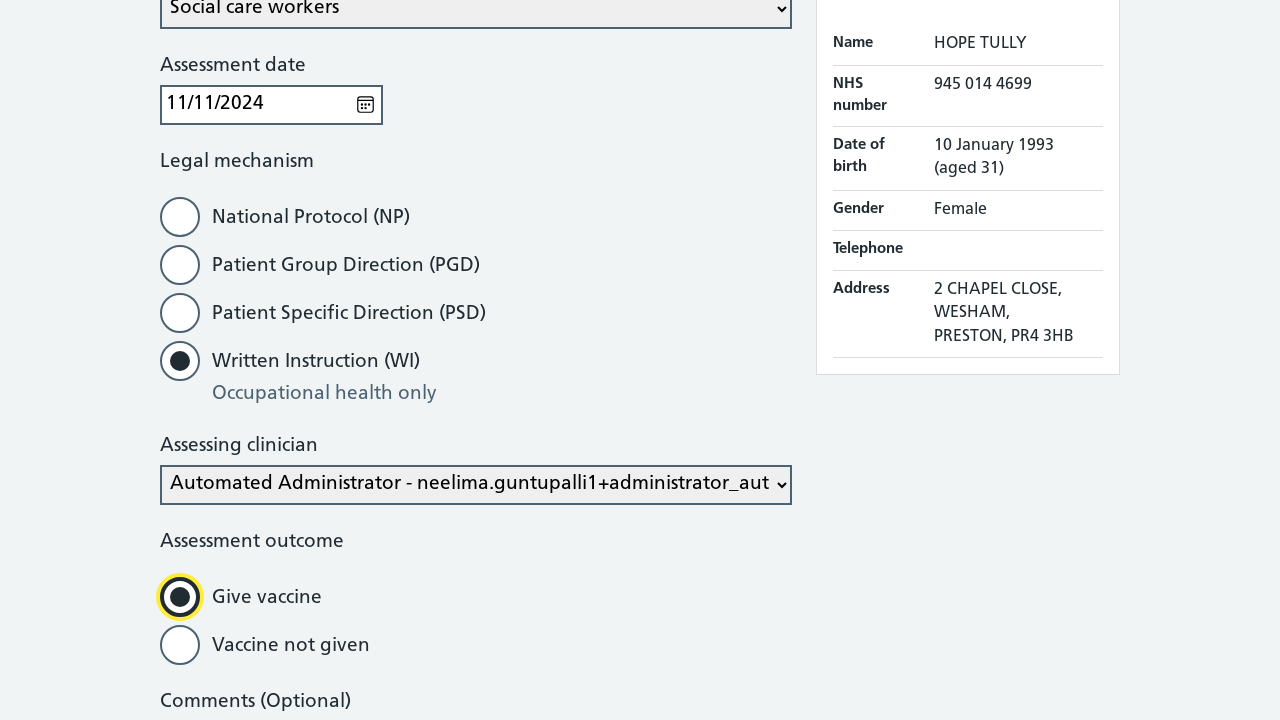 Social care workers
Assessment date
11/11/2024
Legal mechanism
National Protocol (NP)
Patient Group Direction (PGD)
Patient Specific Direction (PSD)
Written Instruction (WI)
Occupational health only
Assessing clinician
Automated Administrator - neelima.guntupalli1+administrator_aut
Assessment outcome
Give vaccine
Vaccine not given
Comments (Optional)
Name HOPE TULLY
NHS number 945 014 4699
Date of birth 10 January 1993
(aged 31)
Gender Female
Telephone
Address 2 CHAPEL CLOSE,
WESHAM,
PRESTON, PR4 3HB